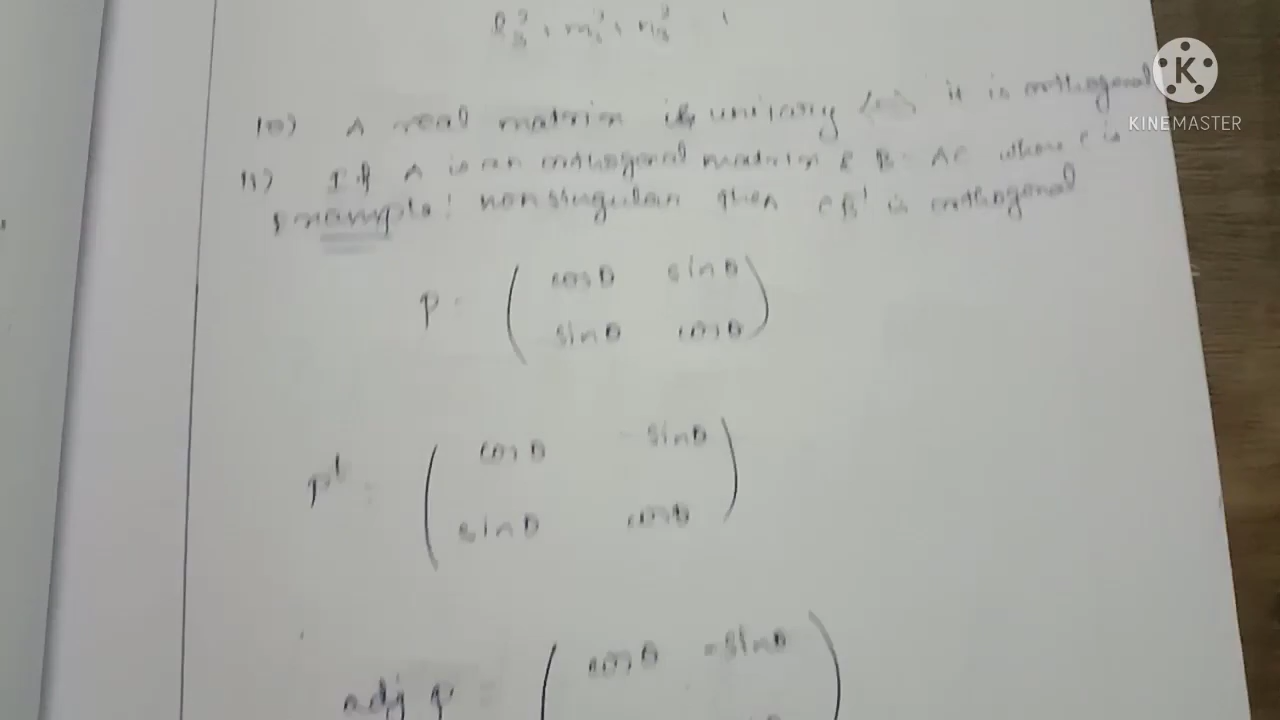 10) A real matrix is unitary it is orthogonal
11) If A is an orthogonal matrix & B = AC where C is
Example: nonsingular then CB⁻¹ is orthogonal
P = ( cosθ sinθ
sinθ cosθ )
= ( cosθ -sinθ
sinθ cosθ )
adj P = ( cosθ -sinθ
K
KINEMASTER